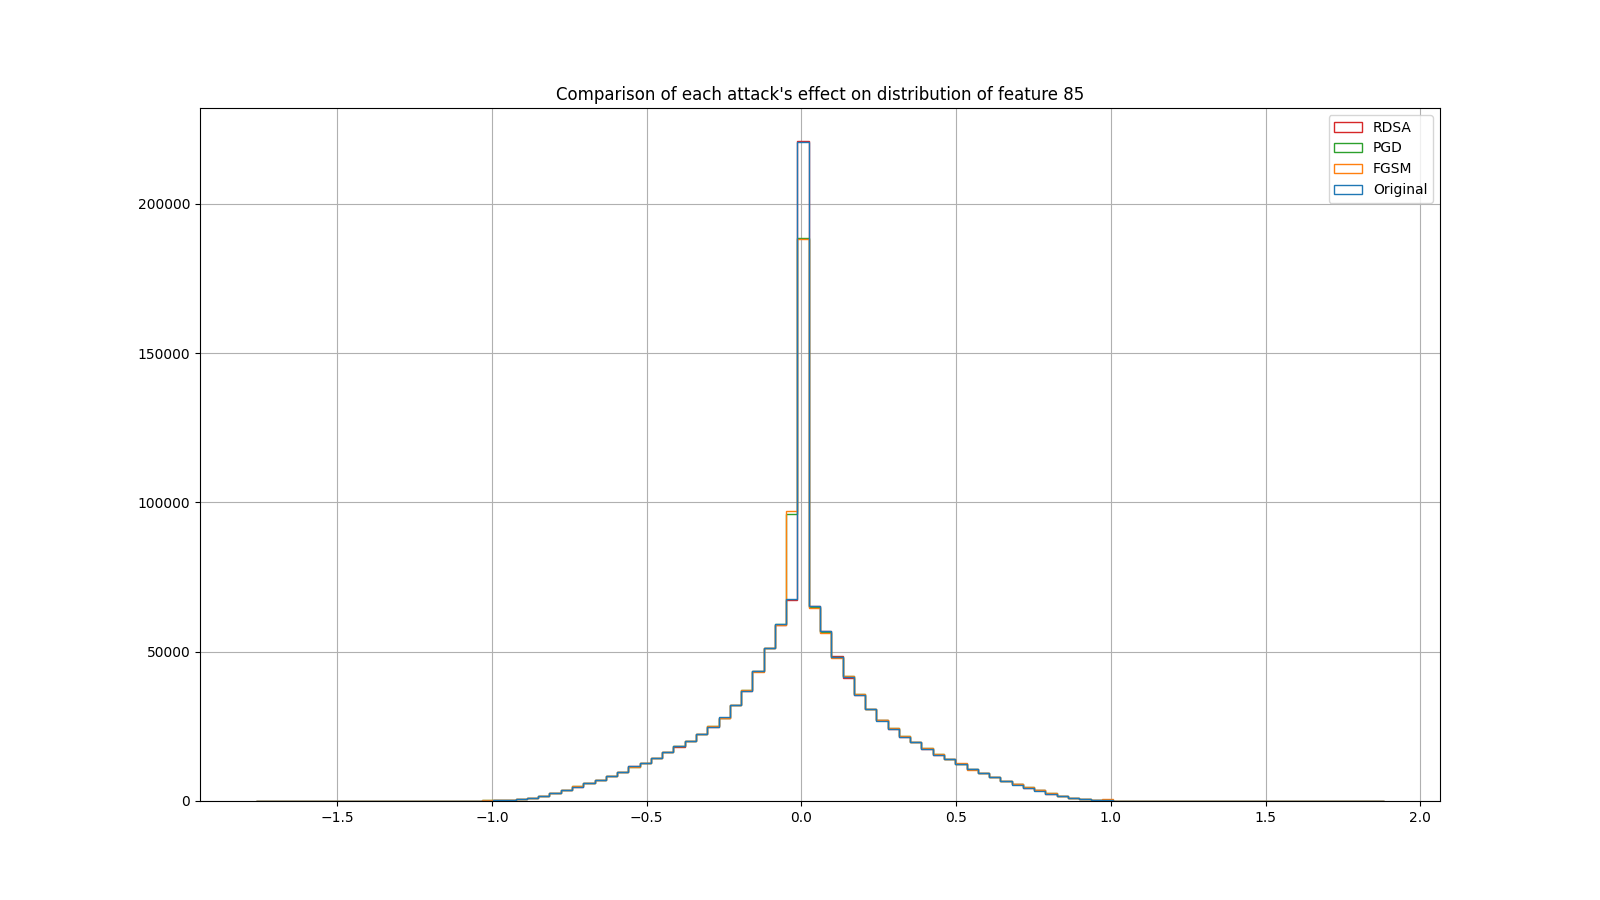 Comparison of each attack's effect on distribution of feature 85
RDSA
PGD
FGSM
Original
200000
150000
100000
50000
0
−1.5 −1.0 −0.5 0.0 0.5 1.0 1.5 2.0